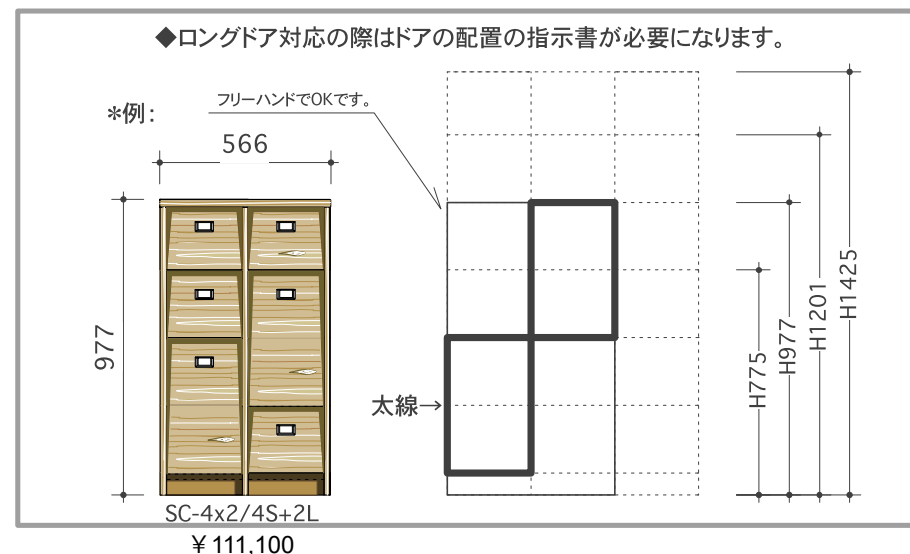 ◆ロングドア対応の際はドアの配置の指示書が必要になります。
*例:
フリーハンドでOKです。
566
977
太線→
H775
H977
H1201
H1425
SC-4x2/4S+2L
¥ 111,100